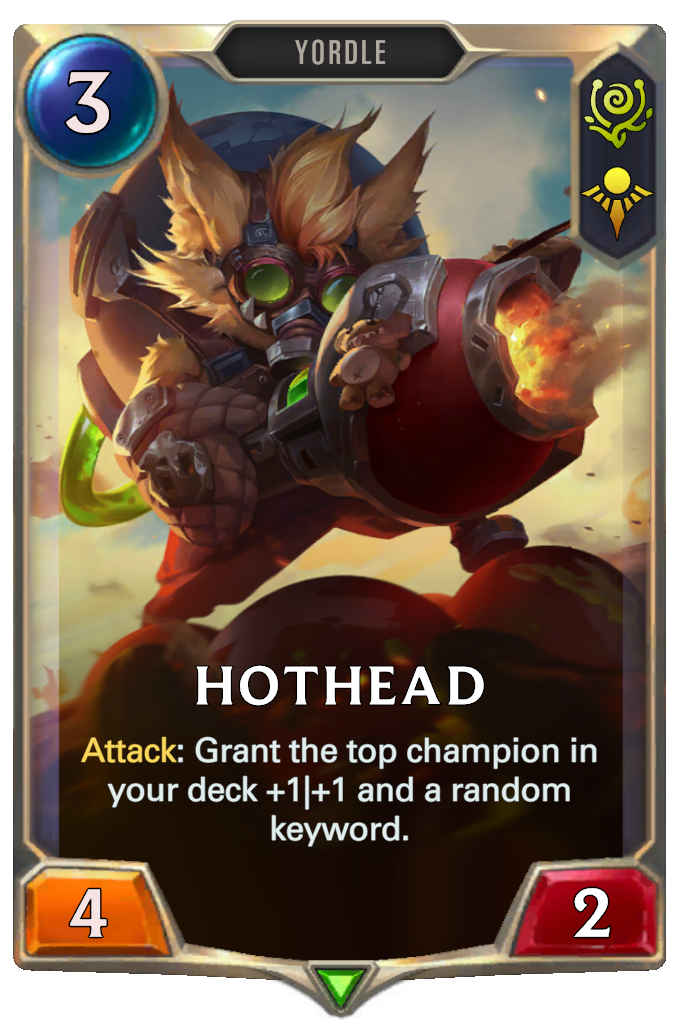 YORDLE
3
HOTHEAD
Attack: Grant the top champion in
your deck +1|+1 and a random
keyword.
4
2